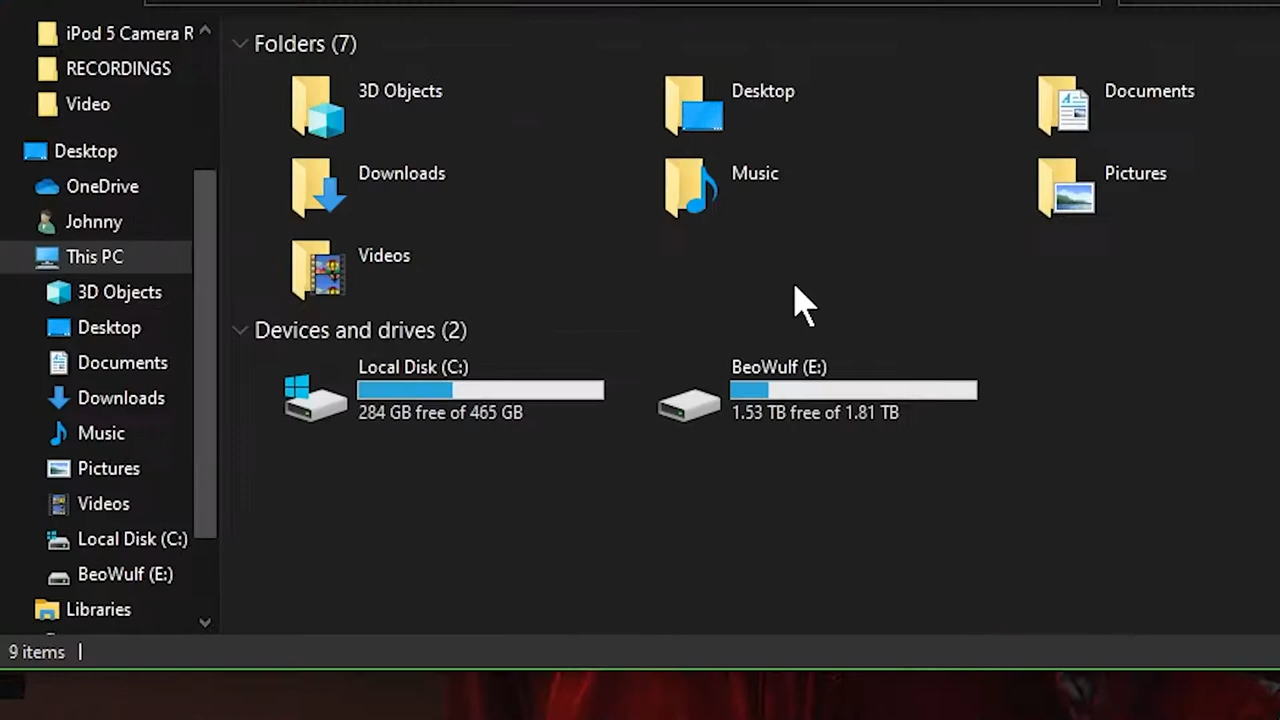 iPod 5 Camera R
RECORDINGS
Video
Desktop
OneDrive
Johnny
This PC
3D Objects
Desktop
Documents
Downloads
Music
Pictures
Videos
Local Disk (C:)
BeoWulf (E:)
Libraries
Folders (7)
3D Objects
Desktop
Documents
Downloads
Music
Pictures
Videos
Devices and drives (2)
Local Disk (C:)
284 GB free of 465 GB
BeoWulf (E:)
1.53 TB free of 1.81 TB
9 items